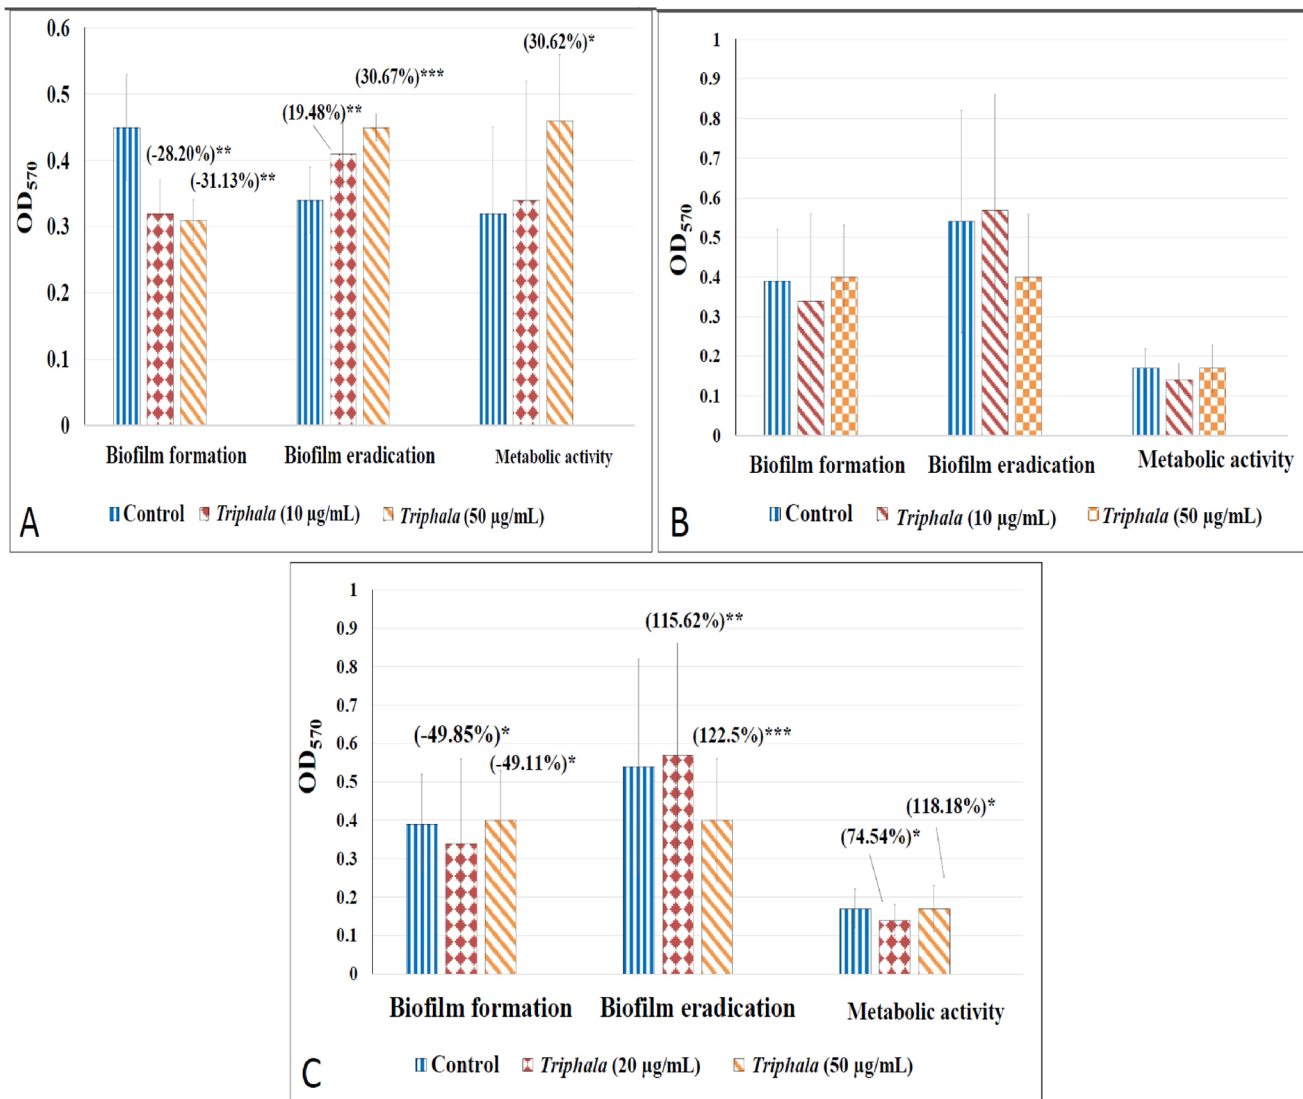 0.6
0.5
0.4
0.3
0.2
0.1
0
OD570
(-28.20%)**
(-31.13%)**
(19.48%)**
(30.67%)***
(30.62%)*
Biofilm formation
Biofilm eradication
Metabolic activity
Control
Triphala (10 µg/mL)
Triphala (50 µg/mL)
A
1
0.9
0.8
0.7
0.6
0.5
0.4
0.3
0.2
0.1
0
OD570
Biofilm formation
Biofilm eradication
Metabolic activity
Control
Triphala (10 µg/mL)
Triphala (50 µg/mL)
B
1
0.9
0.8
0.7
0.6
0.5
0.4
0.3
0.2
0.1
0
OD570
(-49.85%)*
(-49.11%)*
(115.62%)**
(122.5%)***
(74.54%)*
(118.18%)*
Biofilm formation
Biofilm eradication
Metabolic activity
Control
Triphala (20 µg/mL)
Triphala (50 µg/mL)
C